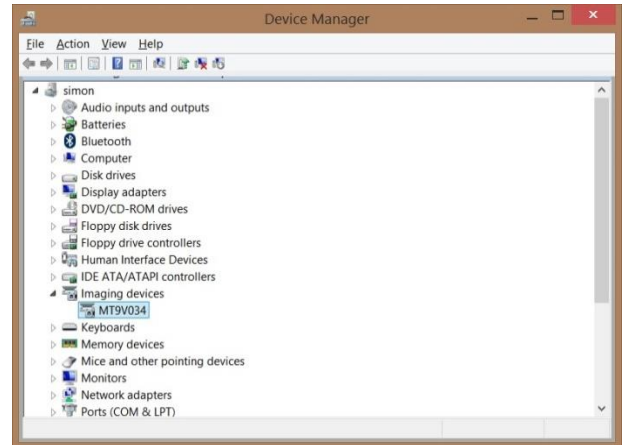 Device Manager
File Action View Help
simon
Audio inputs and outputs
Batteries
Bluetooth
Computer
Disk drives
Display adapters
DVD/CD-ROM drives
Floppy disk drives
Floppy drive controllers
Human Interface Devices
IDE ATA/ATAPI controllers
Imaging devices
MT9V034
Keyboards
Memory devices
Mice and other pointing devices
Monitors
Network adapters
Ports (COM & LPT)